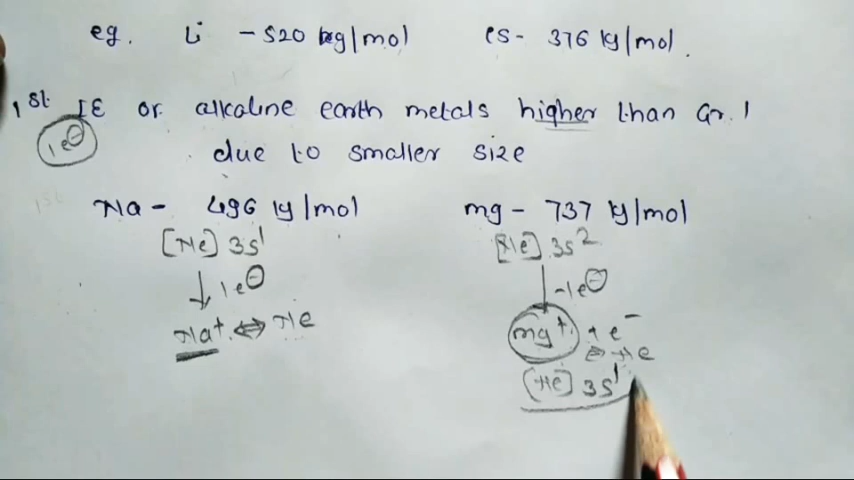 eg. Li - 520 kg/mol Cs- 376 kJ/mol.
1st IE or alkaline earth metals higher than Gr. 1
1e⊖ due to smaller size
Na - 496 kJ/mol mg - 737 kJ/mol
[Ne] 3s¹ [Ne] 3s²
↓ 1e⊖ ↓ -1e⊖
Na⁺ ⇔ Ne mg⁺ + e⁻
⇔ Ne
[Ne] 3s¹